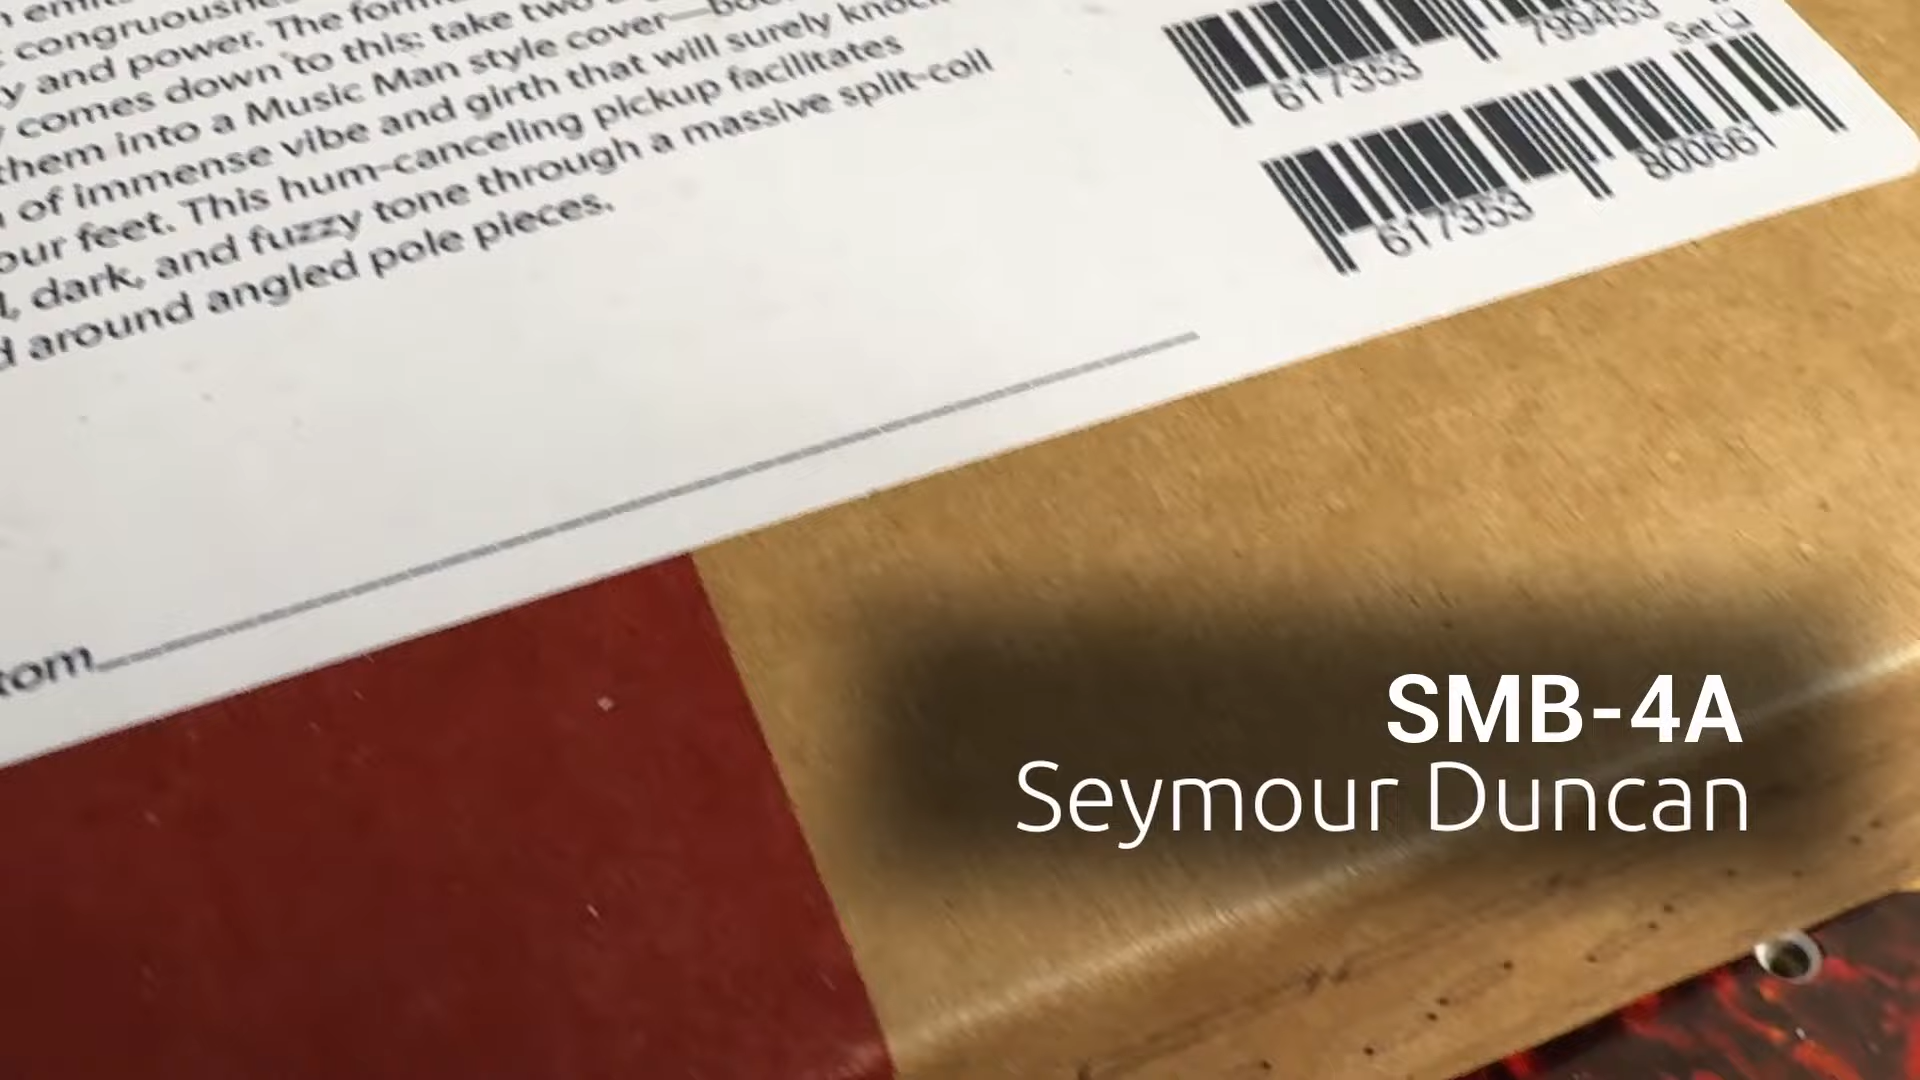 congruousne
y and power. The form
comes down to this: take two
them into a Music Man style cover—
of immense vibe and girth that will surely knock
our feet. This hum-canceling pickup facilitates
, dark, and fuzzy tone through a massive split-coil
d around angled pole pieces.
tom
617353 799453
Set
617353 800661
SMB-4A
Seymour Duncan